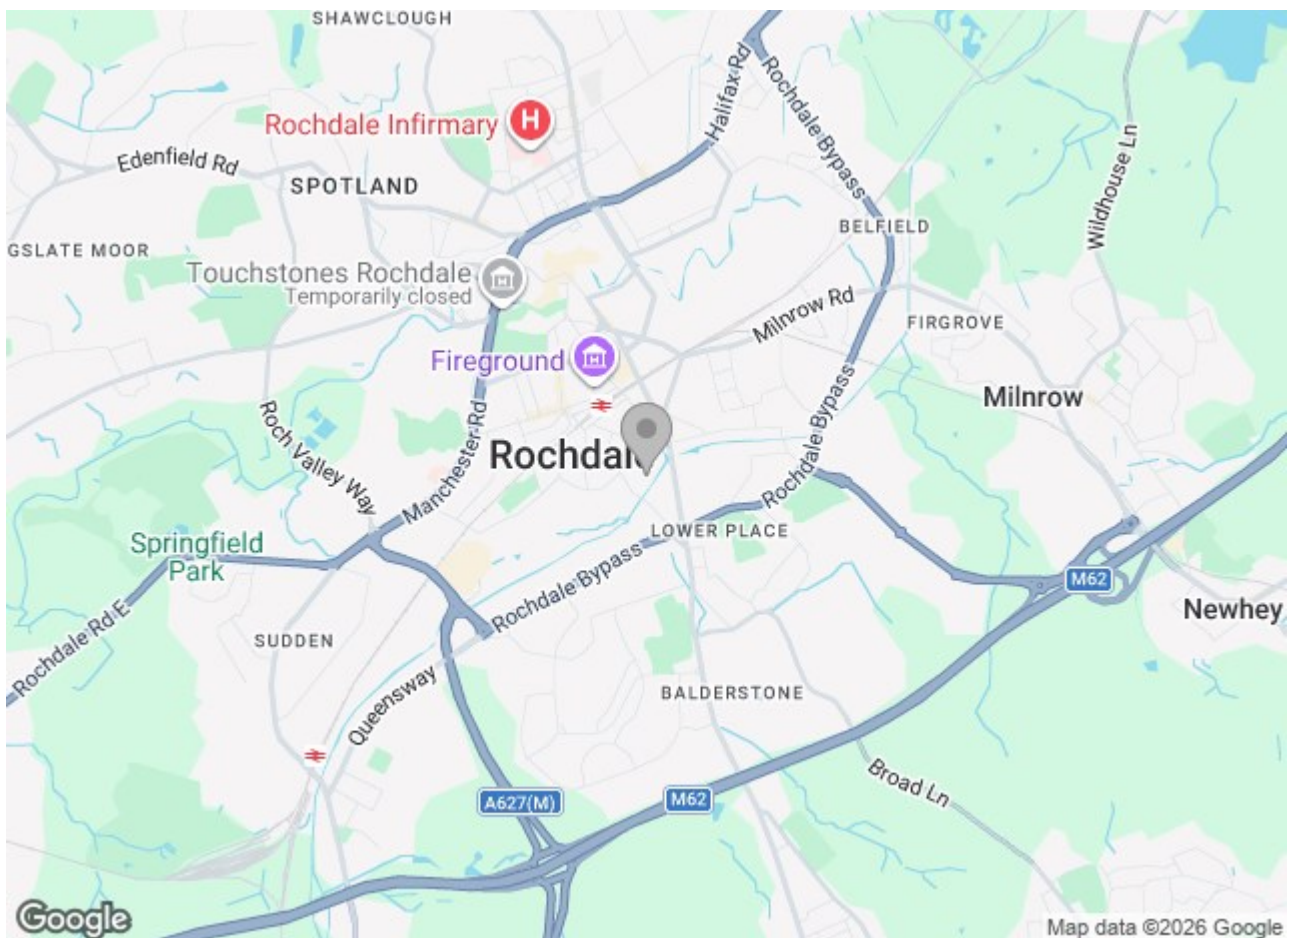 SHAWCLOUGH
Halifax Rd
Rochdale Bypass
Rochdale Infirmary
H
Edenfield Rd
SPOTLAND
Wildhouse Ln
BELFIELD
GSLATE MOOR
Touchstones Rochdale
Temporarily closed
Milnrow Rd
FIRGROVE
Fireground
Milnrow
Rochdale Bypass
Manchester Rd
Roch Valley Way
Rochdale
LOWER PLACE
Springfield
Park
Rochdale Bypass
M62
Rochdale Rd E
Newhey
SUDDEN
Queensway
BALDERSTONE
Broad Ln
A627(M)
M62
Google
Map data ©2026 Google